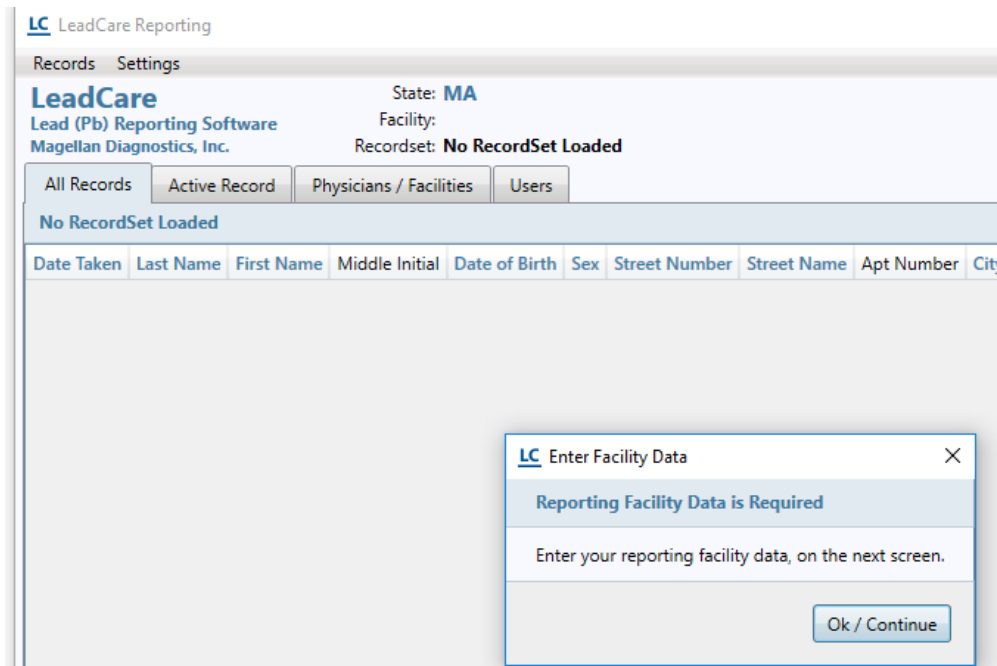 LC LeadCare Reporting
Records Settings
LeadCare
Lead (Pb) Reporting Software
Magellan Diagnostics, Inc.
State: MA
Facility:
Recordset: No RecordSet Loaded
All Records Active Record Physicians / Facilities Users
No RecordSet Loaded
Date Taken Last Name First Name Middle Initial Date of Birth Sex Street Number Street Name Apt Number City
LC Enter Facility Data
Reporting Facility Data is Required
Enter your reporting facility data, on the next screen.
Ok / Continue